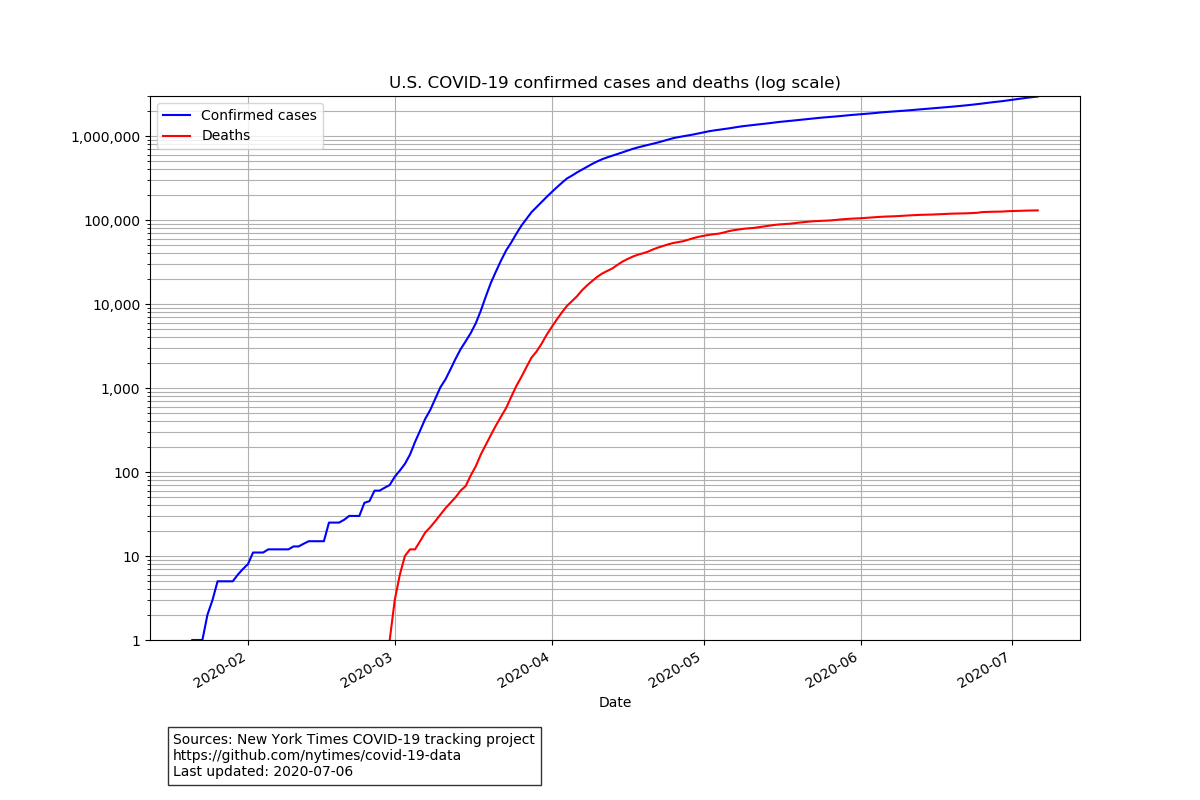 U.S. COVID-19 confirmed cases and deaths (log scale)
Confirmed cases
Deaths
1,000,000
100,000
10,000
1,000
100
10
1
2020-02
2020-03
2020-04
2020-05
2020-06
2020-07
Date
Sources: New York Times COVID-19 tracking project
https://github.com/nytimes/covid-19-data
Last updated: 2020-07-06